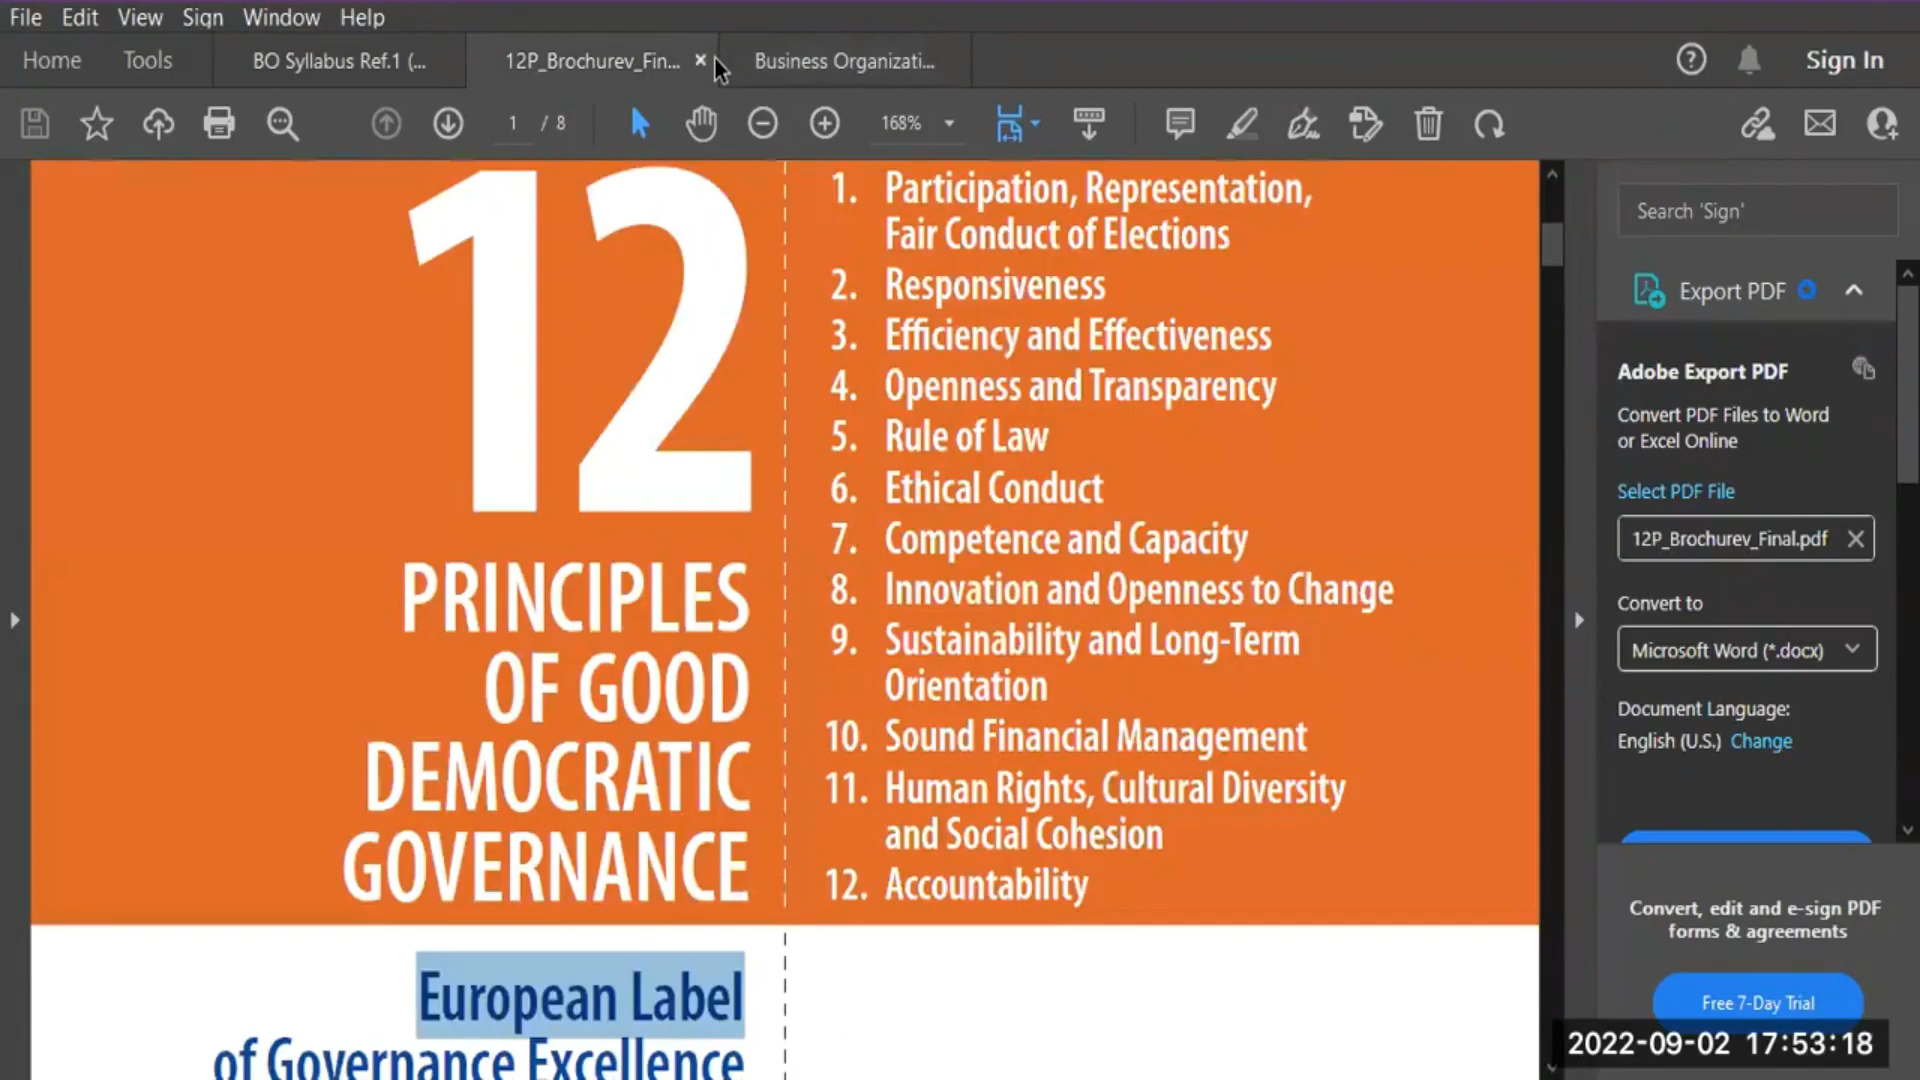 File Edit View Sign Window Help
Home Tools BO Syllabus Ref.1 (... 12P_Brochurev_Fin... × Business Organizati... Sign In
1 / 8 168%
12
PRINCIPLES
OF GOOD
DEMOCRATIC
GOVERNANCE
1. Participation, Representation,
Fair Conduct of Elections
2. Responsiveness
3. Efficiency and Effectiveness
4. Openness and Transparency
5. Rule of Law
6. Ethical Conduct
7. Competence and Capacity
8. Innovation and Openness to Change
9. Sustainability and Long-Term
Orientation
10. Sound Financial Management
11. Human Rights, Cultural Diversity
and Social Cohesion
12. Accountability
European Label
of Governance Excellence
Search 'Sign'
Export PDF
Adobe Export PDF
Convert PDF Files to Word
or Excel Online
Select PDF File
12P_Brochurev_Final.pdf
Convert to
Microsoft Word (*.docx)
Document Language:
English (U.S.) Change
Convert, edit and e-sign PDF
forms & agreements
Free 7-Day Trial
2022-09-02 17:53:18